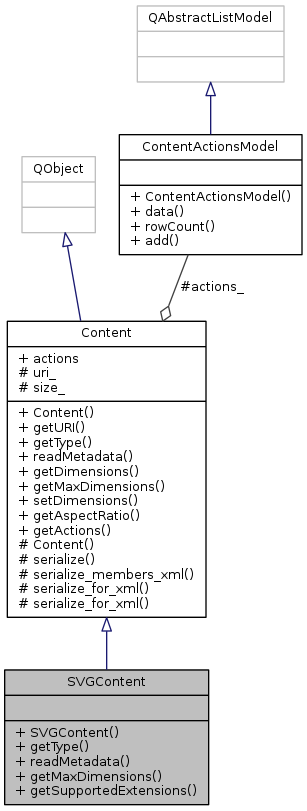 QAbstractListModel
ContentActionsModel
+ ContentActionsModel()
+ data()
+ rowCount()
+ add()
QObject
#actions_
Content
+ actions
# uri_
# size_
+ Content()
+ getURI()
+ getType()
+ readMetadata()
+ getDimensions()
+ getMaxDimensions()
+ setDimensions()
+ getAspectRatio()
+ getActions()
# Content()
# serialize()
# serialize_members_xml()
# serialize_for_xml()
# serialize_for_xml()
SVGContent
+ SVGContent()
+ getType()
+ readMetadata()
+ getMaxDimensions()
+ getSupportedExtensions()